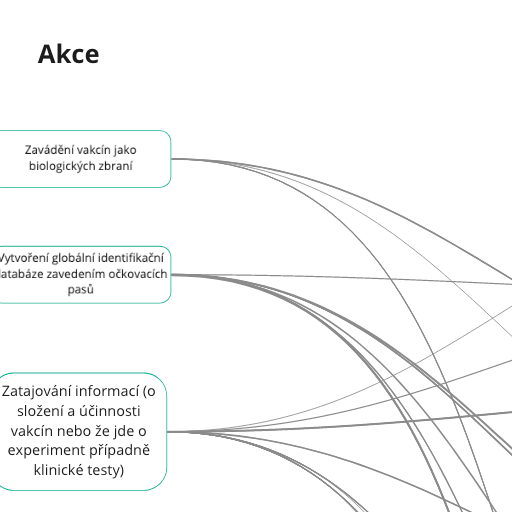 Akce
Zavádění vakcín jako
biologických zbraní
Vytvoření globální identifikační
databáze zavedením očkovacích
pasů
Zatajování informací (o
složení a účinnosti
vakcín nebo že jde o
experiment případně
klinické testy)